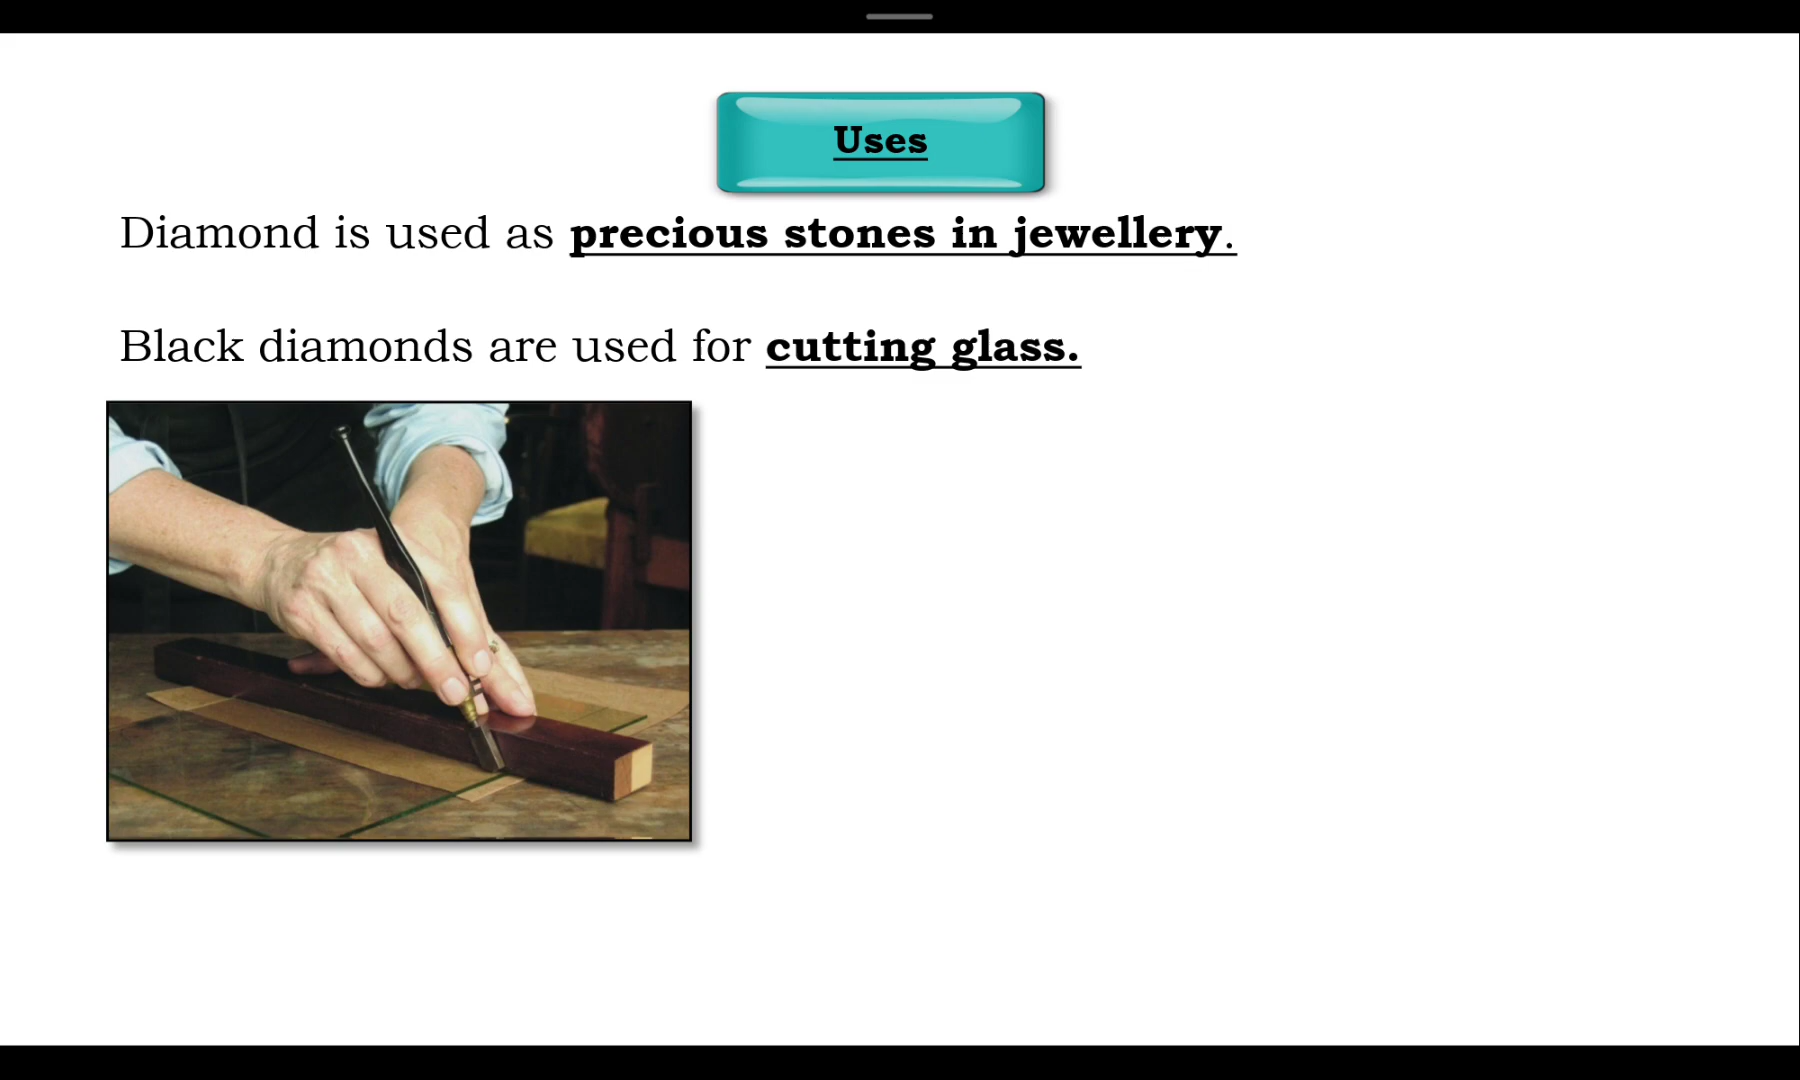 Uses
Diamond is used as precious stones in jewellery.
Black diamonds are used for cutting glass.